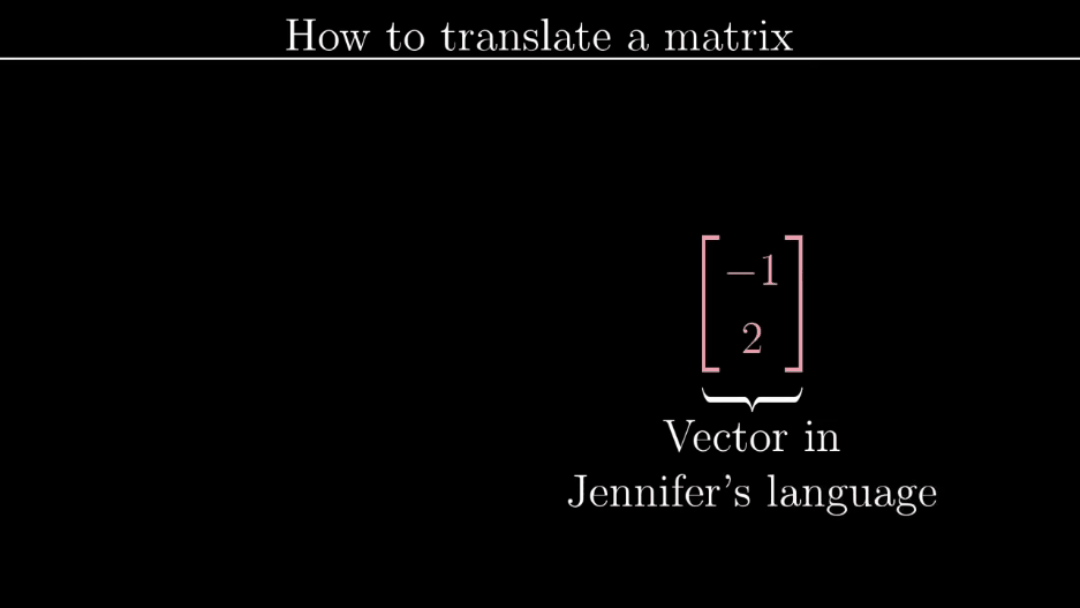 How to translate a matrix
−1
2
Vector in
Jennifer's language